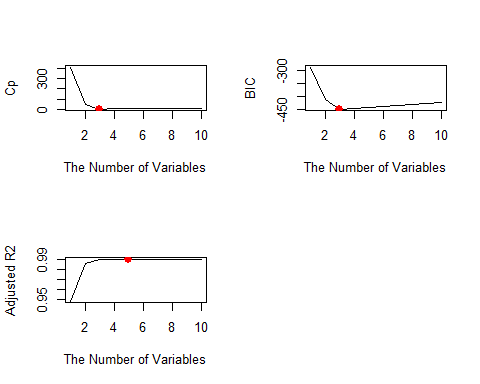 Cp
300
0
2 4 6 8 10
The Number of Variables
BIC
-300
-450
2 4 6 8 10
The Number of Variables
Adjusted R2
0.99
0.95
2 4 6 8 10
The Number of Variables